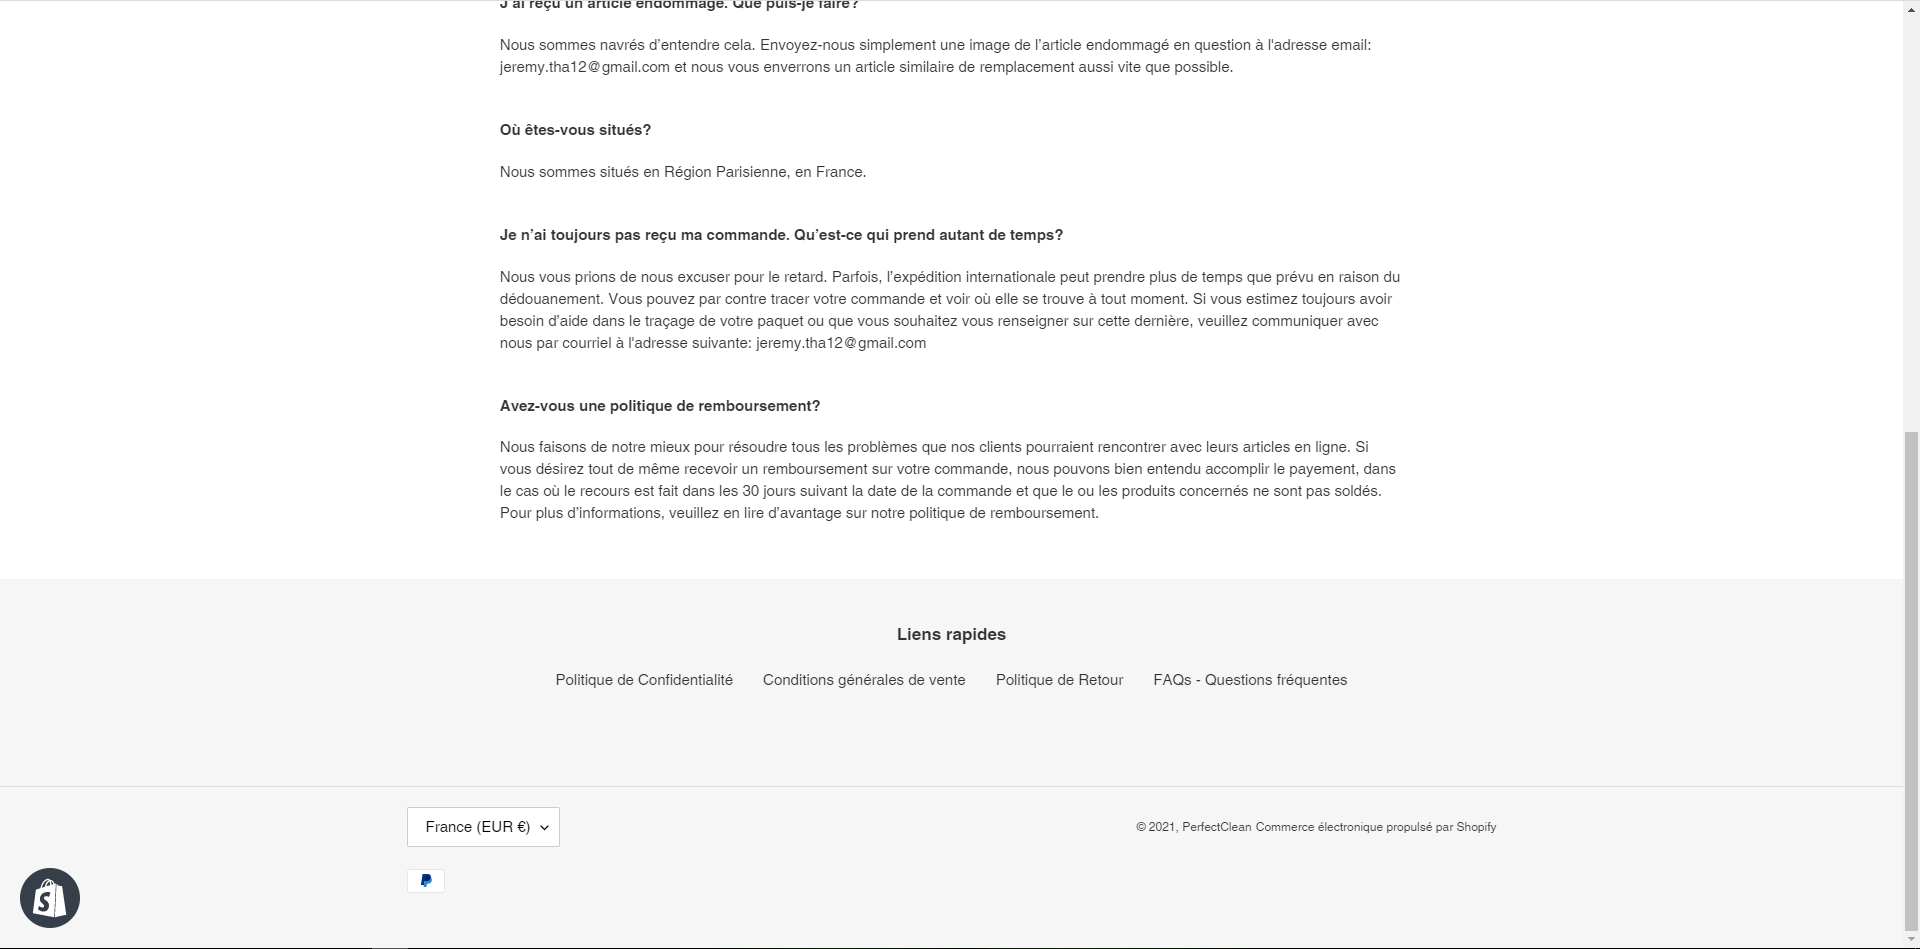 J'ai reçu un article endommagé. Que puis-je faire?
Nous sommes navrés d’entendre cela. Envoyez-nous simplement une image de l’article endommagé en question à l'adresse email:
jeremy.tha12@gmail.com et nous vous enverrons un article similaire de remplacement aussi vite que possible.
Où êtes-vous situés?
Nous sommes situés en Région Parisienne, en France.
Je n’ai toujours pas reçu ma commande. Qu’est-ce qui prend autant de temps?
Nous vous prions de nous excuser pour le retard. Parfois, l’expédition internationale peut prendre plus de temps que prévu en raison du
dédouanement. Vous pouvez par contre tracer votre commande et voir où elle se trouve à tout moment. Si vous estimez toujours avoir
besoin d’aide dans le traçage de votre paquet ou que vous souhaitez vous renseigner sur cette dernière, veuillez communiquer avec
nous par courriel à l'adresse suivante: jeremy.tha12@gmail.com
Avez-vous une politique de remboursement?
Nous faisons de notre mieux pour résoudre tous les problèmes que nos clients pourraient rencontrer avec leurs articles en ligne. Si
vous désirez tout de même recevoir un remboursement sur votre commande, nous pouvons bien entendu accomplir le payement, dans
le cas où le recours est fait dans les 30 jours suivant la date de la commande et que le ou les produits concernés ne sont pas soldés.
Pour plus d’informations, veuillez en lire d’avantage sur notre politique de remboursement.
Liens rapides
Politique de Confidentialité Conditions générales de vente Politique de Retour FAQs - Questions fréquentes
France (EUR €)
© 2021, PerfectClean Commerce électronique propulsé par Shopify